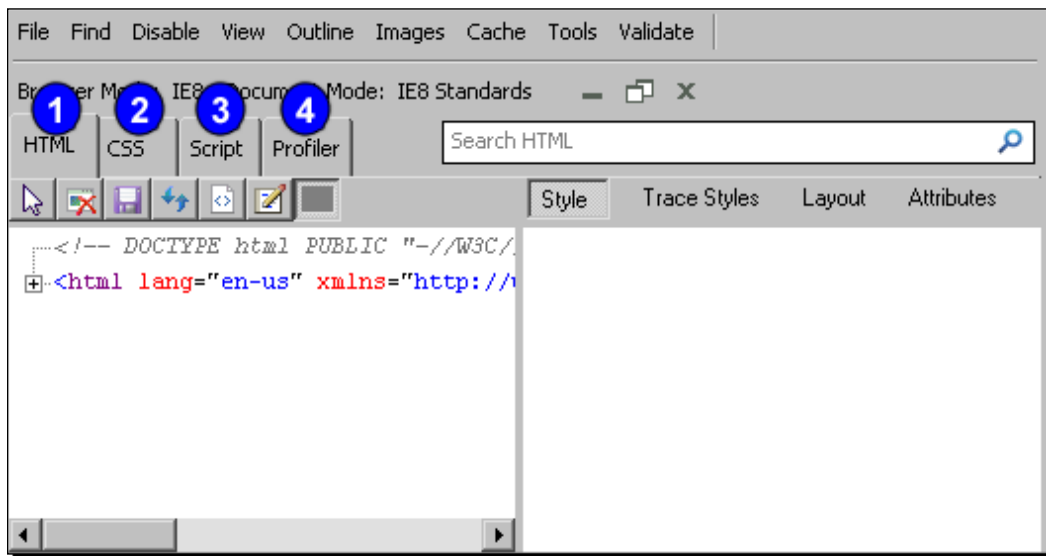 File Find Disable View Outline Images Cache Tools Validate
IE8 Mode: IE8 Standards
1 2 3 4
HTML CSS Script Profiler Search HTML
Style Trace Styles Layout Attributes
<!-- DOCTYPE html PUBLIC "-//W3C/
<html lang="en-us" xmlns="http://